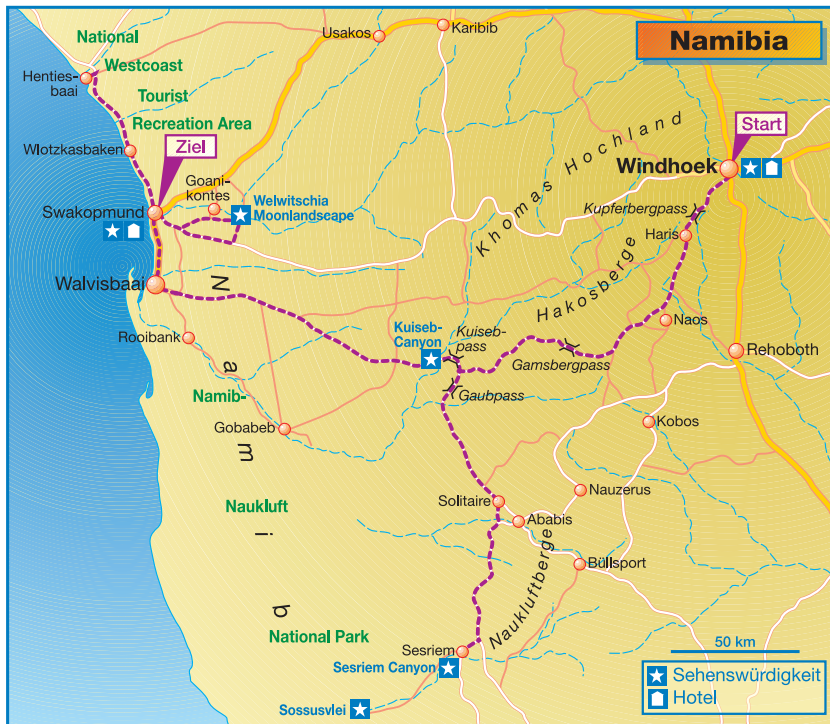 Namibia
National
Westcoast
Tourist
Recreation Area
Usakos
Karibib
Henties-
baai
Wlotzkasbaken
Ziel
Start
Windhoek
Khomas Hochland
Goani-
kontes
Welwitschia
Moonlandscape
Swakopmund
Kupferbergpass
Haris
Hakosberge
Walvisbaai
Namib
Rooibank
Kuiseb-
Canyon
Kuiseb-
pass
Naos
Gamsbergpass
Rehoboth
Gaubpass
Namib-
Gobabeb
Kobos
Naukluft
Solitaire
Nauzerus
Ababis
Büllsport
Naukluftberge
National Park
Sesriem
Sesriem Canyon
Sossusvlei
50 km
Sehenswürdigkeit
Hotel